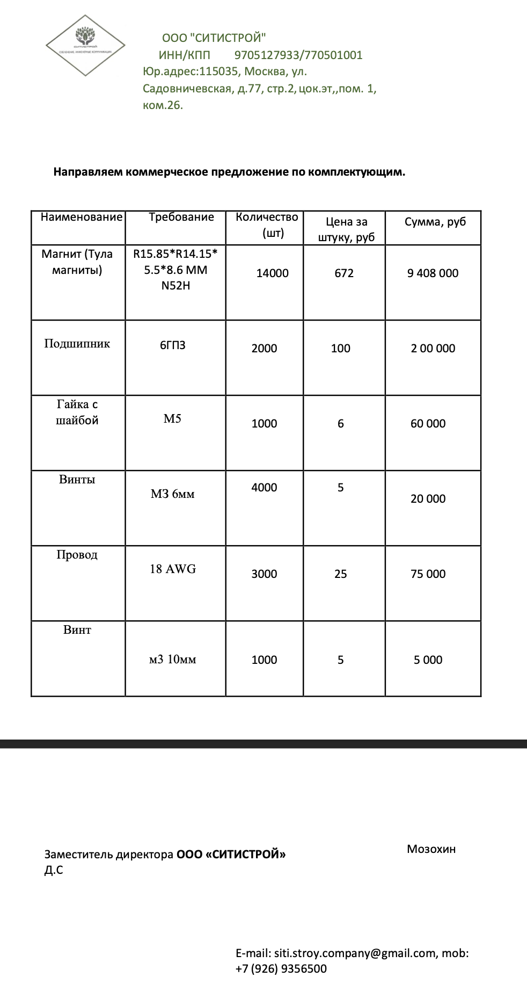 СИТИСТРОЙ
ООО "СИТИСТРОЙ"
ИНН/КПП 9705127933/770501001
Юр.адрес:115035, Москва, ул.
Садовничевская, д.77, стр.2, цок.эт,,пом. 1,
ком.26.
Направляем коммерческое предложение по комплектующим.
Наименование Требование Количество (шт) Цена за штуку, руб Сумма, руб
Магнит (Тула магниты) R15.85*R14.15* 5.5*8.6 MM N52H 14000 672 9 408 000
Подшипник 6ГПЗ 2000 100 2 00 000
Гайка с шайбой М5 1000 6 60 000
Винты М3 6мм 4000 5 20 000
Провод 18 AWG 3000 25 75 000
Винт м3 10мм 1000 5 5 000
Заместитель директора ООО «СИТИСТРОЙ» Мозохин
Д.С
E-mail: siti.stroy.company@gmail.com, mob:
+7 (926) 9356500